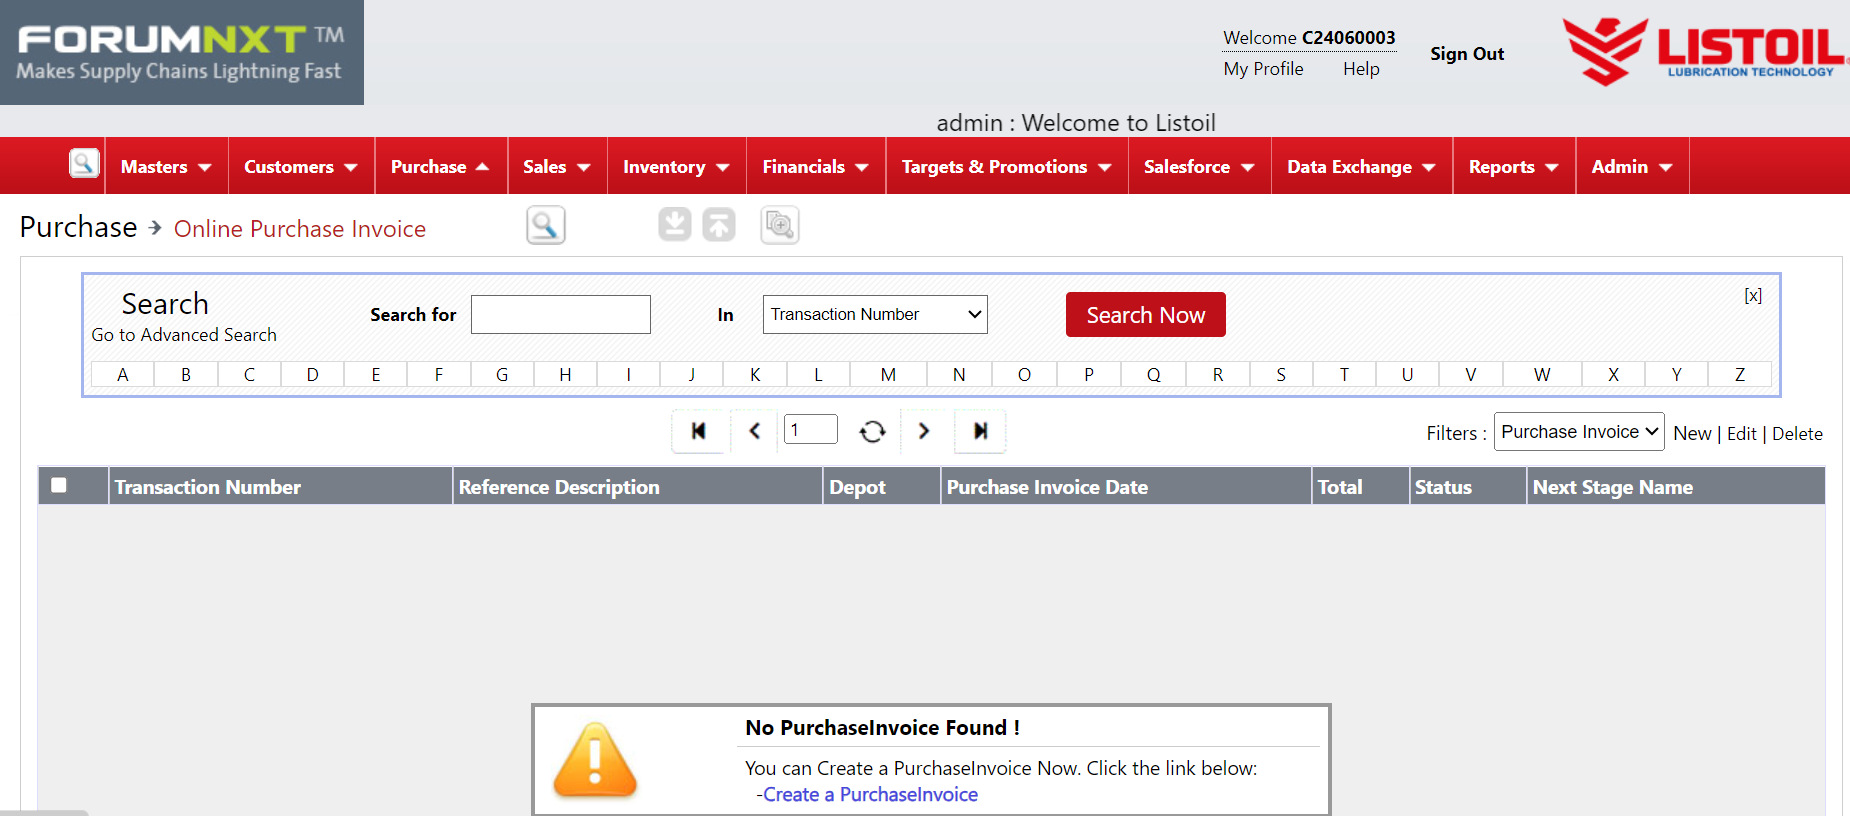 FORUMNXT TM
Makes Supply Chains Lightning Fast
Welcome C24060003
My Profile Help
Sign Out
LISTOIL
LUBRICATION TECHNOLOGY
admin : Welcome to Listoil
Masters Customers Purchase Sales Inventory Financials Targets & Promotions Salesforce Data Exchange Reports Admin
Purchase Online Purchase Invoice
Search
Go to Advanced Search
Search for In Transaction Number Search Now [x]
A B C D E F G H I J K L M N O P Q R S T U V W X Y Z
1
Filters : Purchase Invoice New | Edit | Delete
Transaction Number Reference Description Depot Purchase Invoice Date Total Status Next Stage Name
No PurchaseInvoice Found !
You can Create a PurchaseInvoice Now. Click the link below:
-Create a PurchaseInvoice